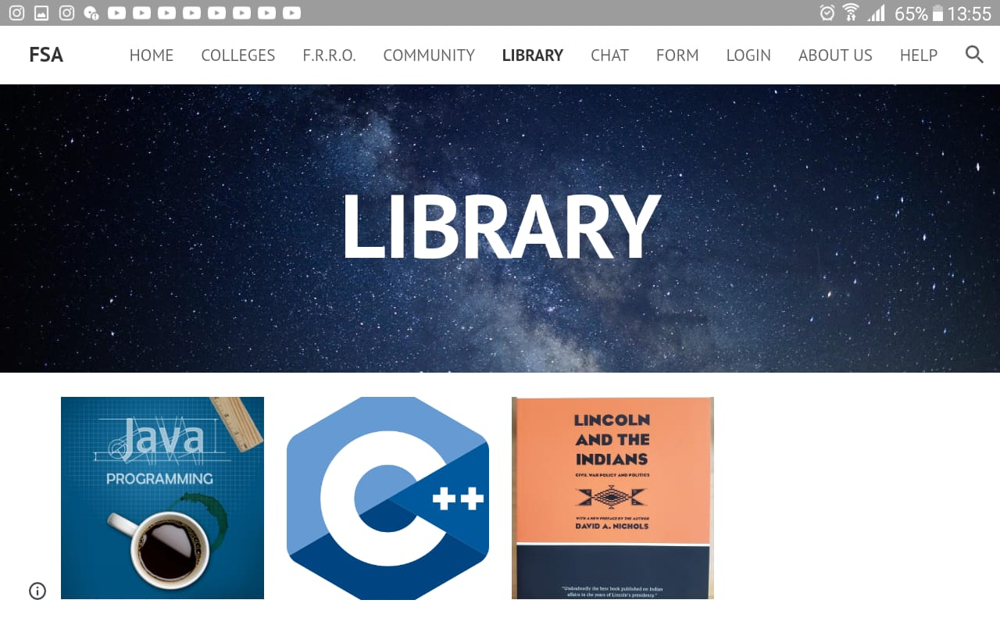 65% 13:55
FSA HOME COLLEGES F.R.R.O. COMMUNITY LIBRARY CHAT FORM LOGIN ABOUT US HELP
LIBRARY
Java
PROGRAMMING
C++
LINCOLN
AND THE
INDIANS
CIVIL WAR POLICY AND POLITICS
WITH A NEW PREFACE BY THE AUTHOR
DAVID A. NICHOLS
"Undoubtedly the best book published on Indian
affairs in the years of Lincoln's presidency."